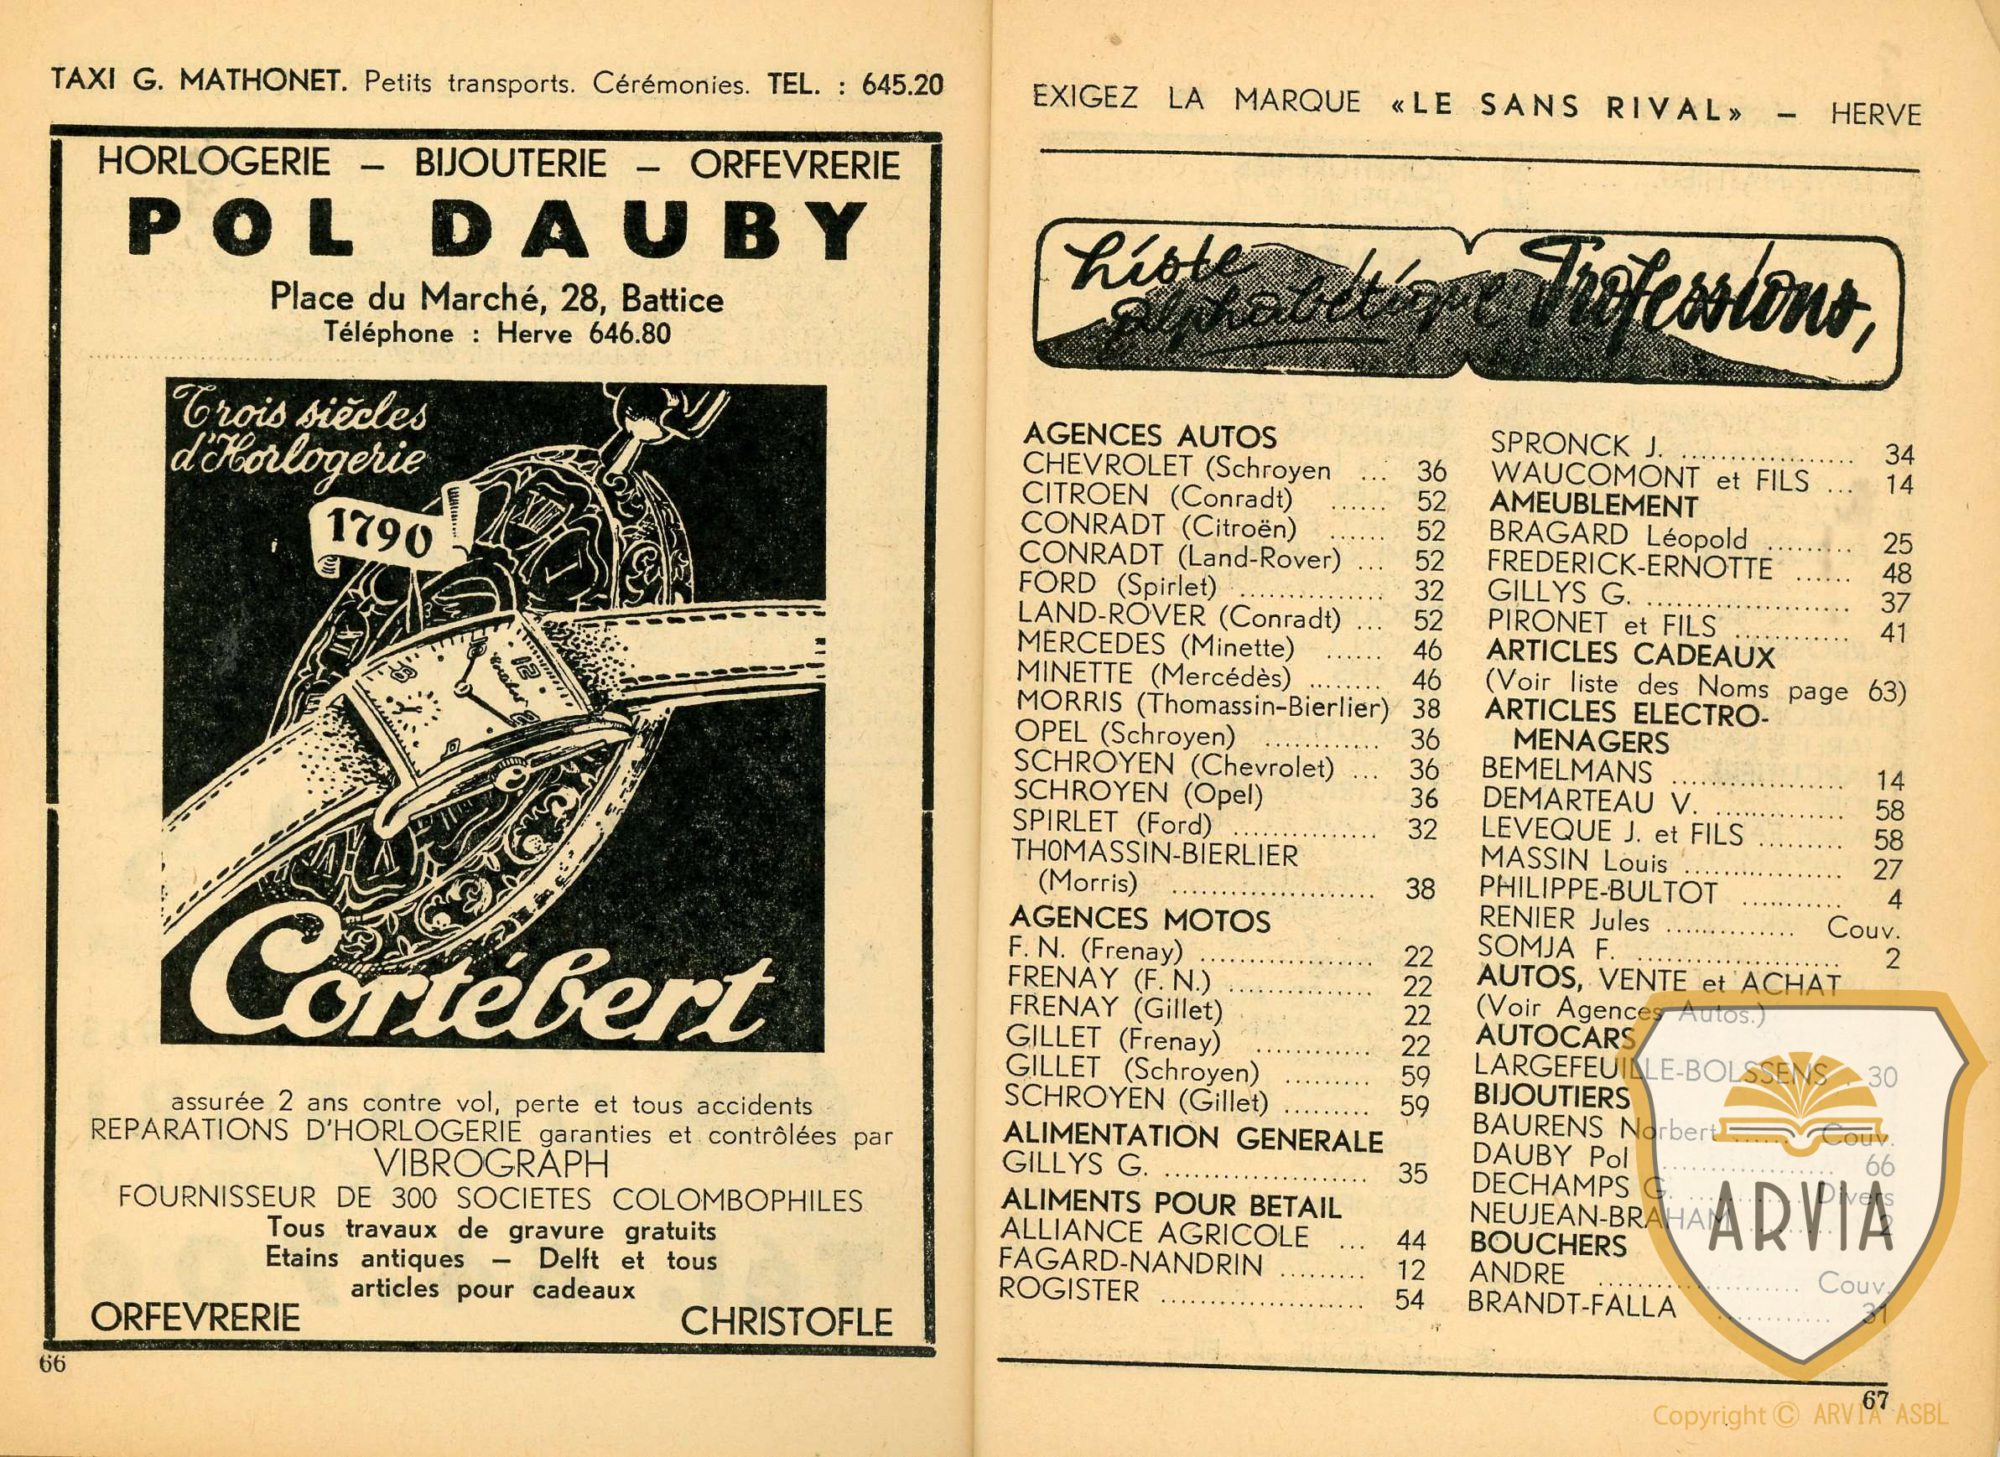 TAXI G. MATHONET. Petits transports. Cérémonies. TEL. : 645.20
HORLOGERIE – BIJOUTERIE – ORFEVRERIE
POL DAUBY
Place du Marché, 28, Battice
Téléphone : Herve 646.80
Trois siècles
d'Horlogerie
1790
Cortébert
assurée 2 ans contre vol, perte et tous accidents
REPARATIONS D'HORLOGERIE garanties et contrôlées par
VIBROGRAPH
FOURNISSEUR DE 300 SOCIETES COLOMBOPHILES
Tous travaux de gravure gratuits
Etains antiques – Delft et tous
articles pour cadeaux
ORFEVRERIE CHRISTOFLE
66
EXIGEZ LA MARQUE «LE SANS RIVAL» – HERVE
Liste alphabétique Professions,
AGENCES AUTOS
CHEVROLET (Schroyen ... 36
CITROEN (Conradt) ...... 52
CONRADT (Citroën) ...... 52
CONRADT (Land-Rover) ... 52
FORD (Spirlet) ............... 32
LAND-ROVER (Conradt) ... 52
MERCEDES (Minette) ...... 46
MINETTE (Mercédès) ........ 46
MORRIS (Thomassin-Bierlier) 38
OPEL (Schroyen) ............ 36
SCHROYEN (Chevrolet) ... 36
SCHROYEN (Opel) 36
SPIRLET (Ford) ............... 32
THOMASSIN-BIERLIER
(Morris) ..................... 38
AGENCES MOTOS
F. N. (Frenay) .................. 22
FRENAY (F. N.) ............... 22
FRENAY (Gillet) 22
GILLET (Frenay) ............ 22
GILLET (Schroyen) ......... 59
SCHROYEN (Gillet) ......... 59
ALIMENTATION GENERALE
GILLYS G. ..................... 35
ALIMENTS POUR BETAIL
ALLIANCE AGRICOLE ... 44
FAGARD-NANDRIN ......... 12
ROGISTER ..................... 54
SPRONCK J. .................. 34
WAUCOMONT et FILS ... 14
AMEUBLEMENT
BRAGARD Léopold ......... 25
FREDERICK-ERNOTTE ...... 48
GILLYS G. ..................... 37
PIRONET et FILS ............ 41
ARTICLES CADEAUX
(Voir liste des Noms page 63)
ARTICLES ELECTRO-
MENAGERS
BEMELMANS .................. 14
DEMARTEAU V. ............... 58
LEVEQUE J. et FILS ......... 58
MASSIN Louis .................. 27
PHILIPPE-BULTOT ............ 4
RENIER Jules .............. Couv.
SOMJA F. ..................... 2
AUTOS, VENTE et ACHAT
(Voir Agences Autos.)
AUTOCARS
LARGEFEUILLE-BOLSSENS 30
BIJOUTIERS
BAURENS Norbert ...... Couv.
DAUBY Pol .................. 66
DECHAMPS G. ............ Divers
NEUJEAN-BRAHAM ......... 2
BOUCHERS
ANDRE ..................... Couv.
BRANDT-FALLA ............ 31
67
ARVIA
Copyright © ARVIA ASBL